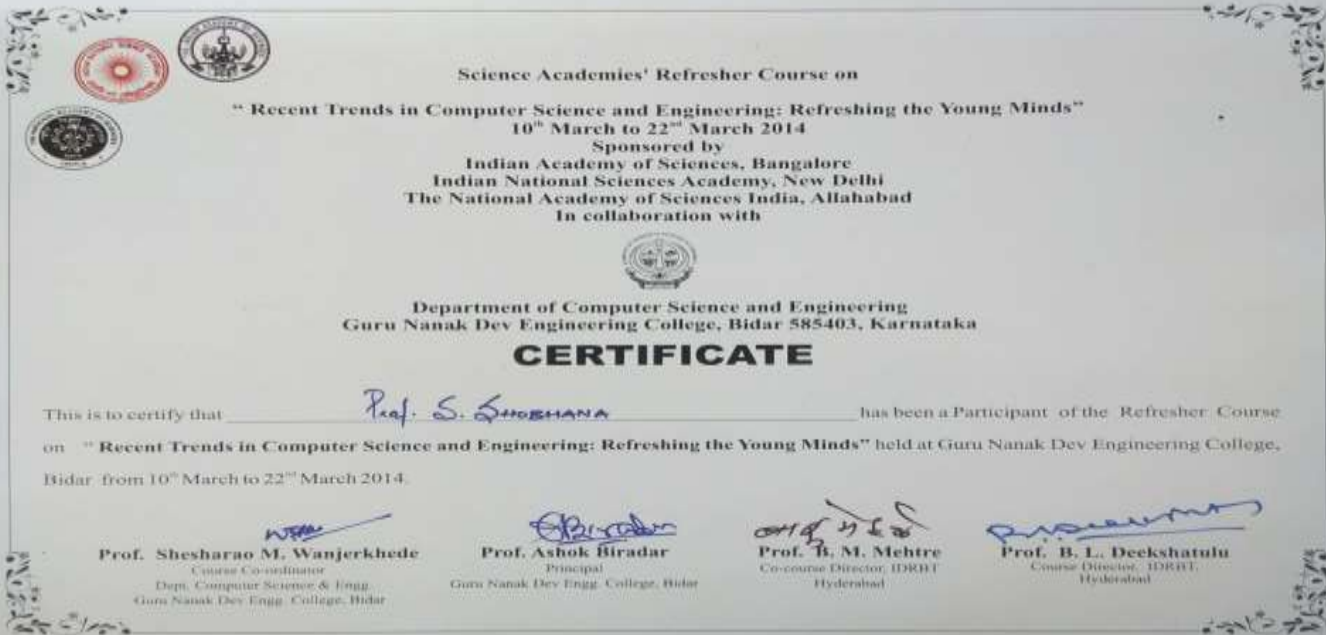 Science Academies' Refresher Course on
“ Recent Trends in Computer Science and Engineering: Refreshing the Young Minds”
10th March to 22nd March 2014
Sponsored by
Indian Academy of Sciences, Bangalore
Indian National Sciences Academy, New Delhi
The National Academy of Sciences India, Allahabad
In collaboration with
Department of Computer Science and Engineering
Guru Nanak Dev Engineering College, Bidar 585403, Karnataka
CERTIFICATE
This is to certify that Prof. S. SHOBHANA has been a Participant of the Refresher Course
on “ Recent Trends in Computer Science and Engineering: Refreshing the Young Minds” held at Guru Nanak Dev Engineering College,
Bidar from 10th March to 22nd March 2014.
Prof. Shesharao M. Wanjerkhede
Course Co-ordinator
Dept. Computer Science & Engg.
Guru Nanak Dev Engg. College, Bidar
Prof. Ashok Biradar
Principal
Guru Nanak Dev Engg. College, Bidar
Prof. B. M. Mehtre
Co-course Director, IDRBT
Hyderabad
Prof. B. L. Deekshatulu
Course Director, IDRBT
Hyderabad